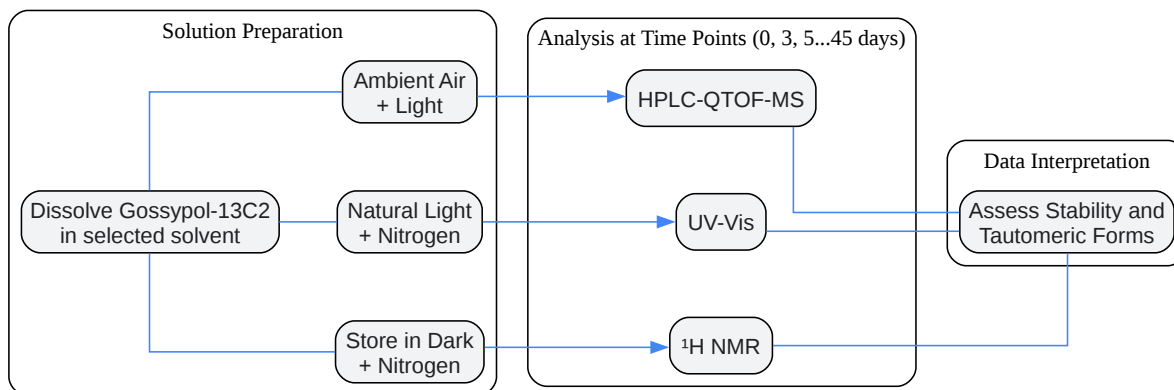 Solution Preparation
Ambient Air
+ Light
Dissolve Gossypol-13C2
in selected solvent
Natural Light
+ Nitrogen
Store in Dark
+ Nitrogen
Analysis at Time Points (0, 3, 5...45 days)
HPLC-QTOF-MS
UV-Vis
¹H NMR
Data Interpretation
Assess Stability and
Tautomeric Forms